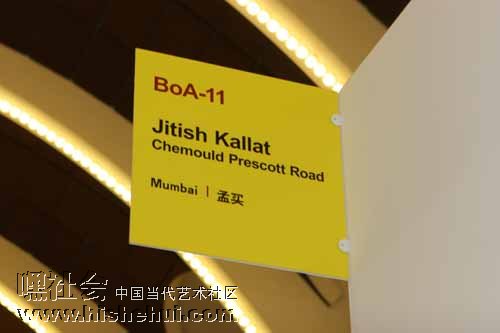 BoA-11
Jitish Kallat
Chemould Prescott Road
Mumbai | 孟买
嘿社会 中国当代艺术社区
www.hishehui.com